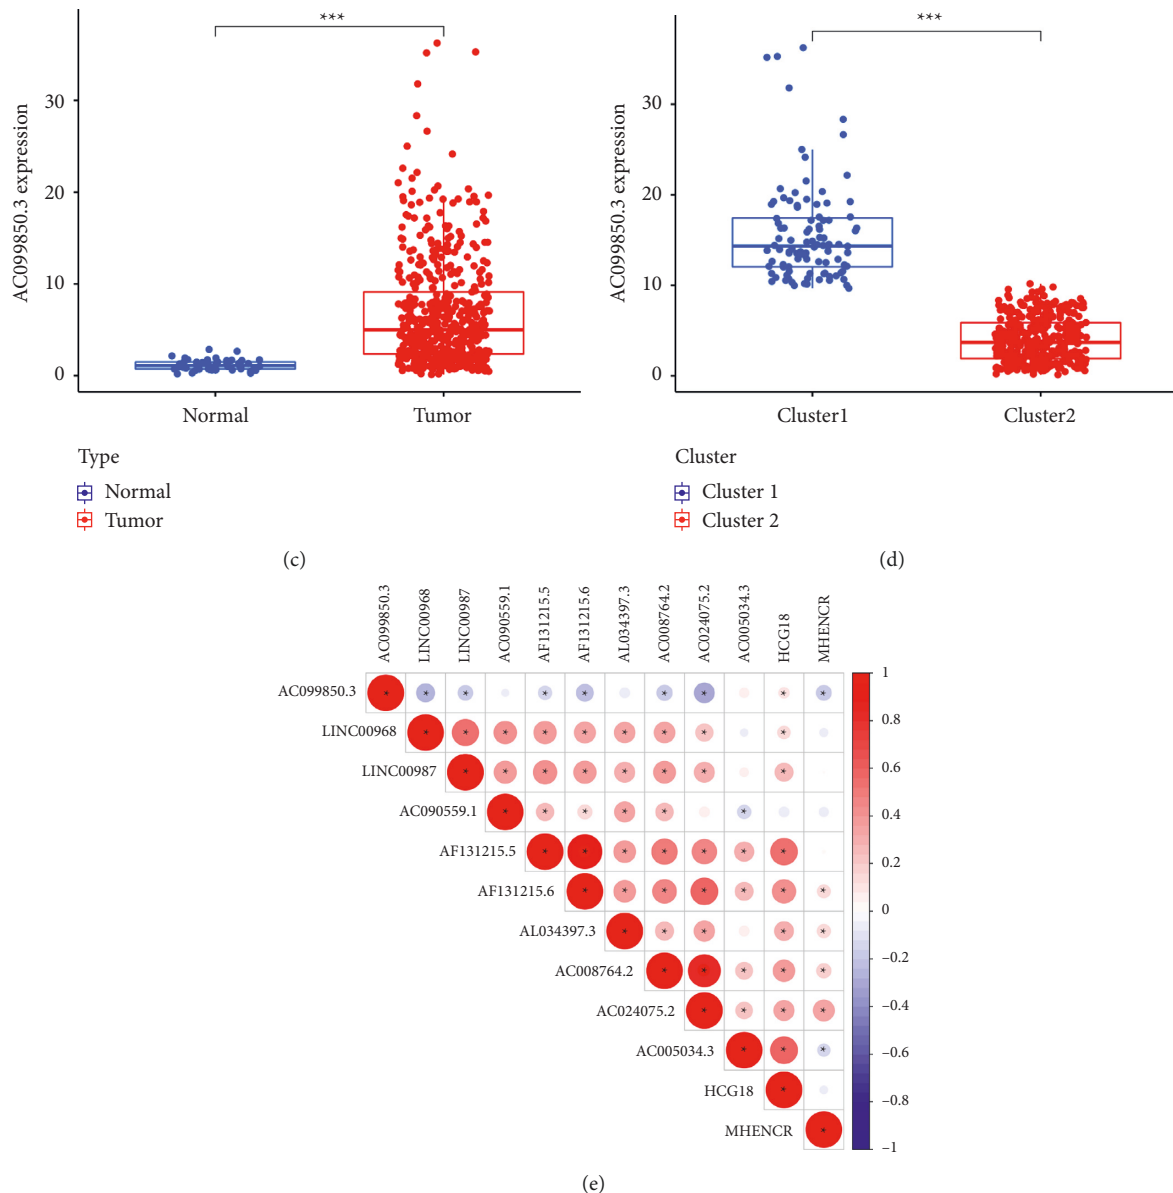 ***
AC099850.3 expression
30
20
10
0
Normal
Tumor
Type
Normal
Tumor
(c)
***
AC099850.3 expression
30
20
10
0
Cluster1
Cluster2
Cluster
Cluster 1
Cluster 2
(d)
AC099850.3
LINC00968
LINC00987
AC090559.1
AF131215.5
AF131215.6
AL034397.3
AC008764.2
AC024075.2
AC005034.3
HCG18
MHENCR
AC099850.3 * * * * * * * * *
LINC00968 * * * * * * * * *
LINC00987 * * * * * * * *
AC090559.1 * * * * * *
AF131215.5 * * * * * * *
AF131215.6 * * * * * * *
AL034397.3 * * * * *
AC008764.2 * * * * *
AC024075.2 * * * *
AC005034.3 * * *
HCG18 *
MHENCR *
1
0.8
0.6
0.4
0.2
0
−0.2
−0.4
−0.6
−0.8
−1
(e)